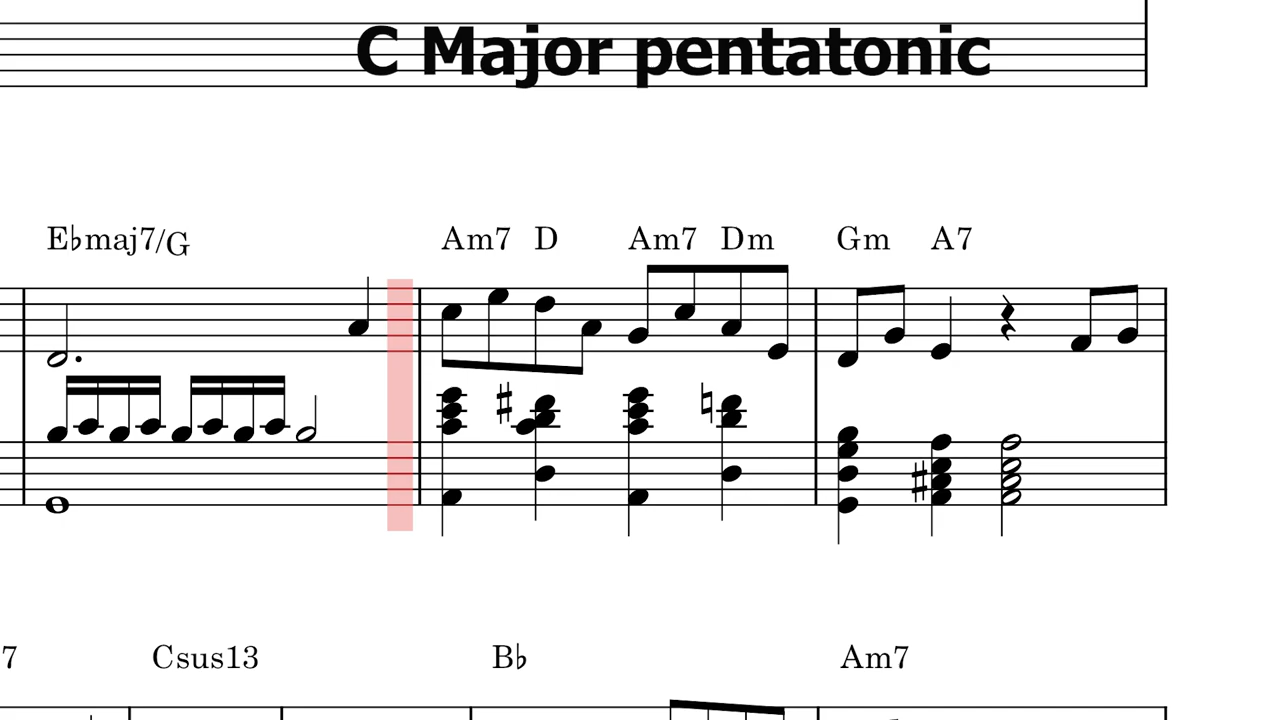 C Major pentatonic
E♭maj7/G Am7 D Am7 Dm Gm A7
7 Csus13 B♭ Am7